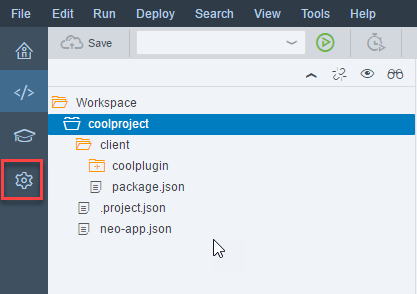 File Edit Run Deploy Search View Tools Help
Save
Workspace
coolproject
client
coolplugin
package.json
.project.json
neo-app.json